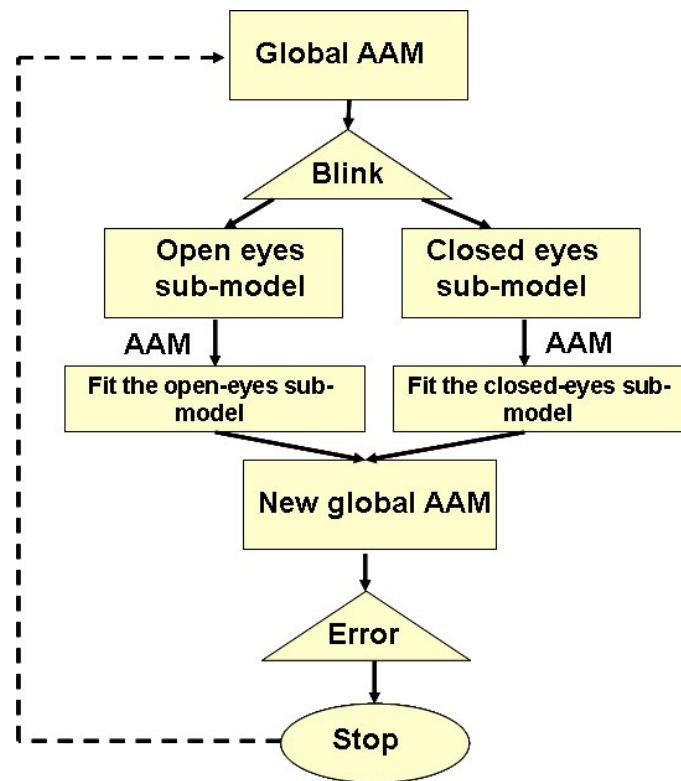 Global AAM
Blink
Open eyes
sub-model
Closed eyes
sub-model
AAM
AAM
Fit the open-eyes sub-
model
Fit the closed-eyes sub-
model
New global AAM
Error
Stop